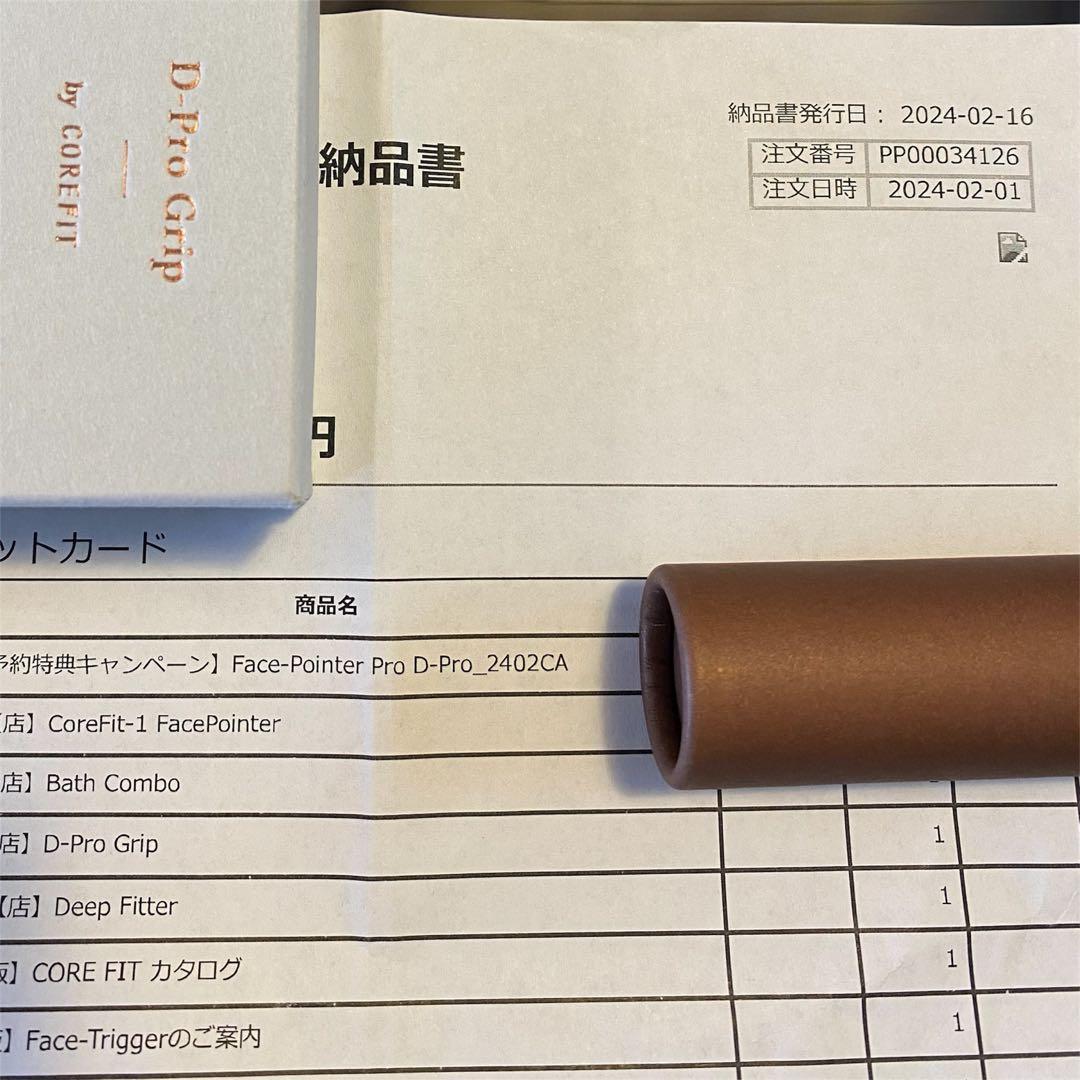 D-Pro Grip
by COREFIT
納品書発行日： 2024-02-16
納品書
注文番号 PP00034126
注文日時 2024-02-01
円
ットカード
商品名
予約特典キャンペーン】Face-Pointer Pro D-Pro_2402CA
店】CoreFit-1 FacePointer
店】Bath Combo
店】D-Pro Grip 1
【店】Deep Fitter 1
版】CORE FIT カタログ 1
】Face-Triggerのご案内 1